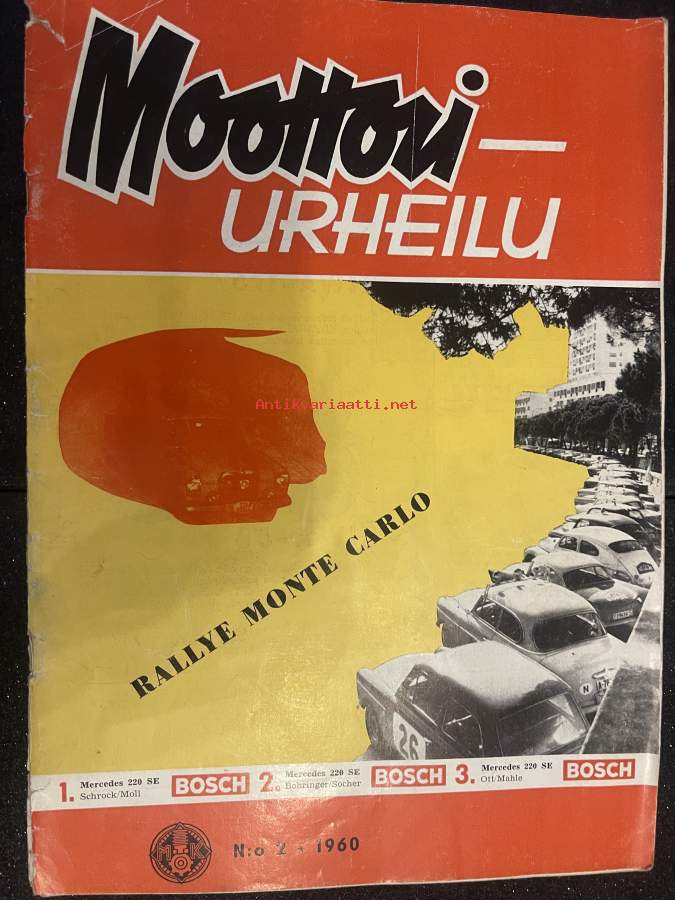 Moottori-
URHEILU
Antikvariaatti.net
RALLYE MONTE CARLO
26
N
1. Mercedes 220 SE
Schrock/Moll
BOSCH
2. Mercedes 220 SE
Bohringer/Socher
BOSCH
3. Mercedes 220 SE
Ott/Mahle
BOSCH
MK
N:o 2 - 1960